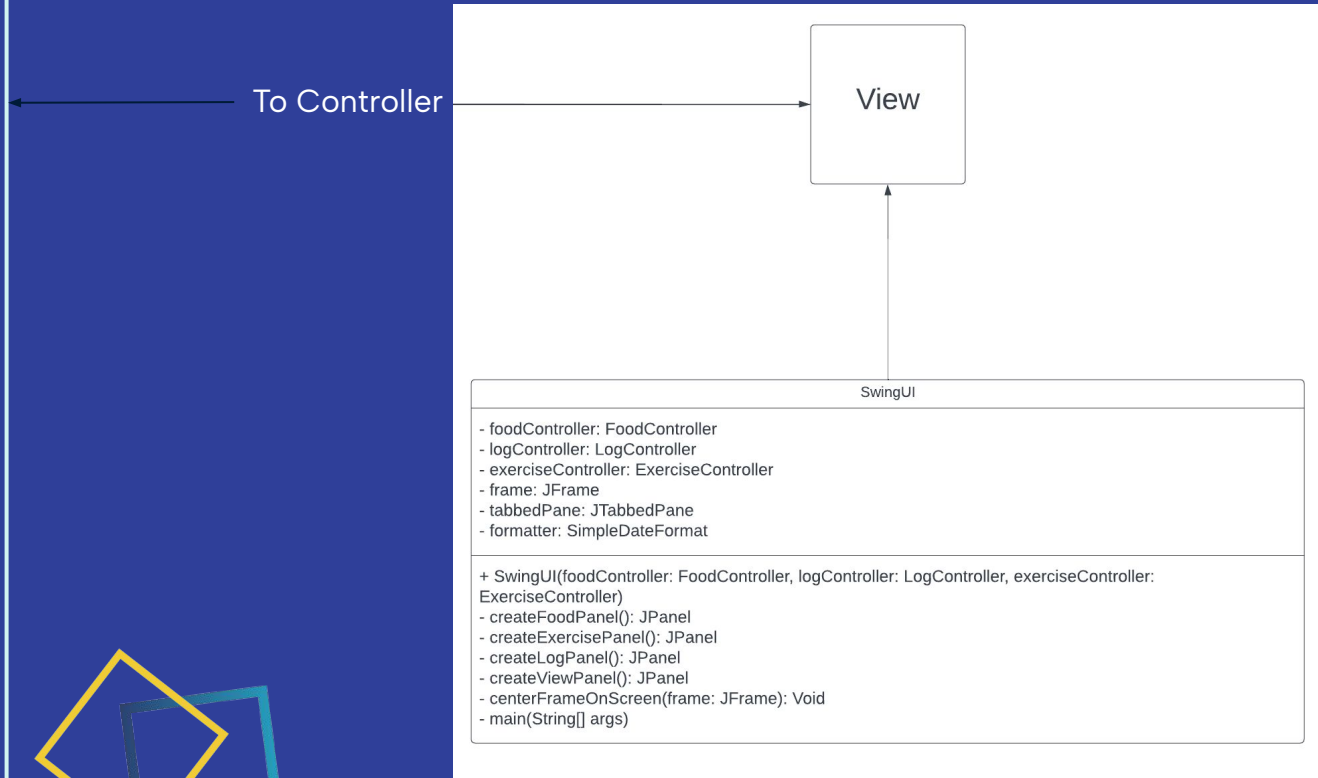 To Controller
View
SwingUI
- foodController: FoodController
- logController: LogController
- exerciseController: ExerciseController
- frame: JFrame
- tabbedPane: JTabbedPane
- formatter: SimpleDateFormat
+ SwingUI(foodController: FoodController, logController: LogController, exerciseController:
ExerciseController)
- createFoodPanel(): JPanel
- createExercisePanel(): JPanel
- createLogPanel(): JPanel
- createViewPanel(): JPanel
- centerFrameOnScreen(frame: JFrame): Void
- main(String[] args)